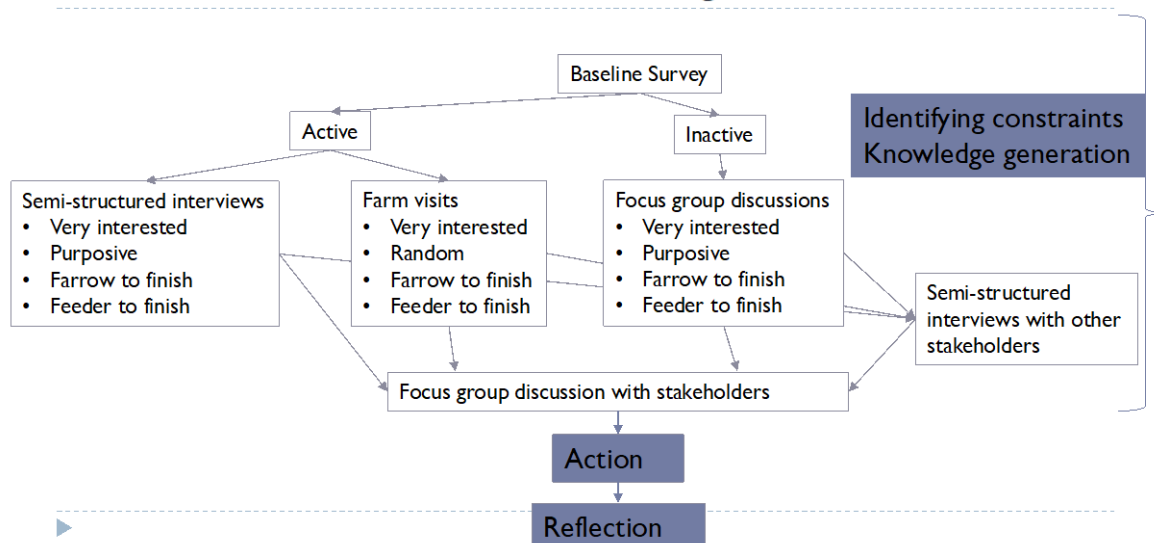 Baseline Survey
Active
Inactive
Identifying constraints
Knowledge generation
Semi-structured interviews
• Very interested
• Purposive
• Farrow to finish
• Feeder to finish
Farm visits
• Very interested
• Random
• Farrow to finish
• Feeder to finish
Focus group discussions
• Very interested
• Purposive
• Farrow to finish
• Feeder to finish
Semi-structured
interviews with other
stakeholders
Focus group discussion with stakeholders
Action
Reflection